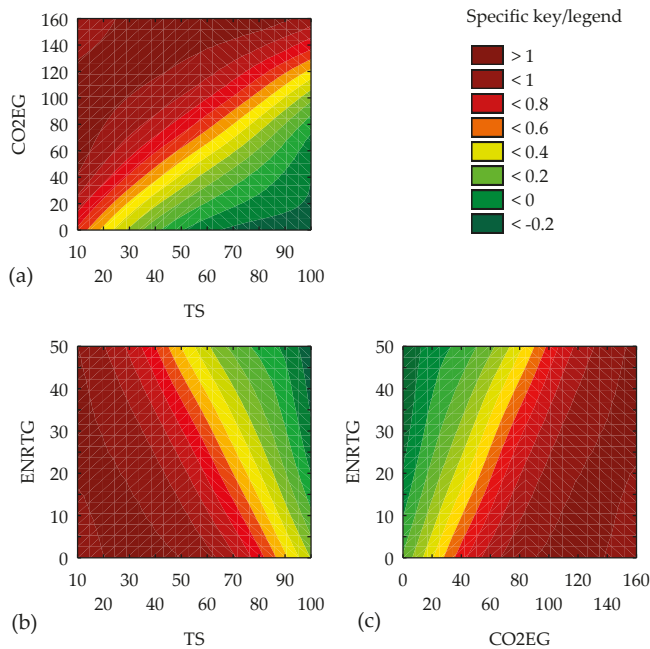 Specific key/legend
> 1
< 1
< 0.8
< 0.6
< 0.4
< 0.2
< 0
< -0.2
160
140
120
100
80
60
40
20
0
CO2EG
10 30 50 70 90
20 40 60 80 100
(a)
TS
50
40
30
20
10
0
ENRTG
10 30 50 70 90
20 40 60 80 100
(b)
TS
50
40
30
20
10
0
ENRTG
0 40 80 120 160
20 60 100 140
(c)
CO2EG